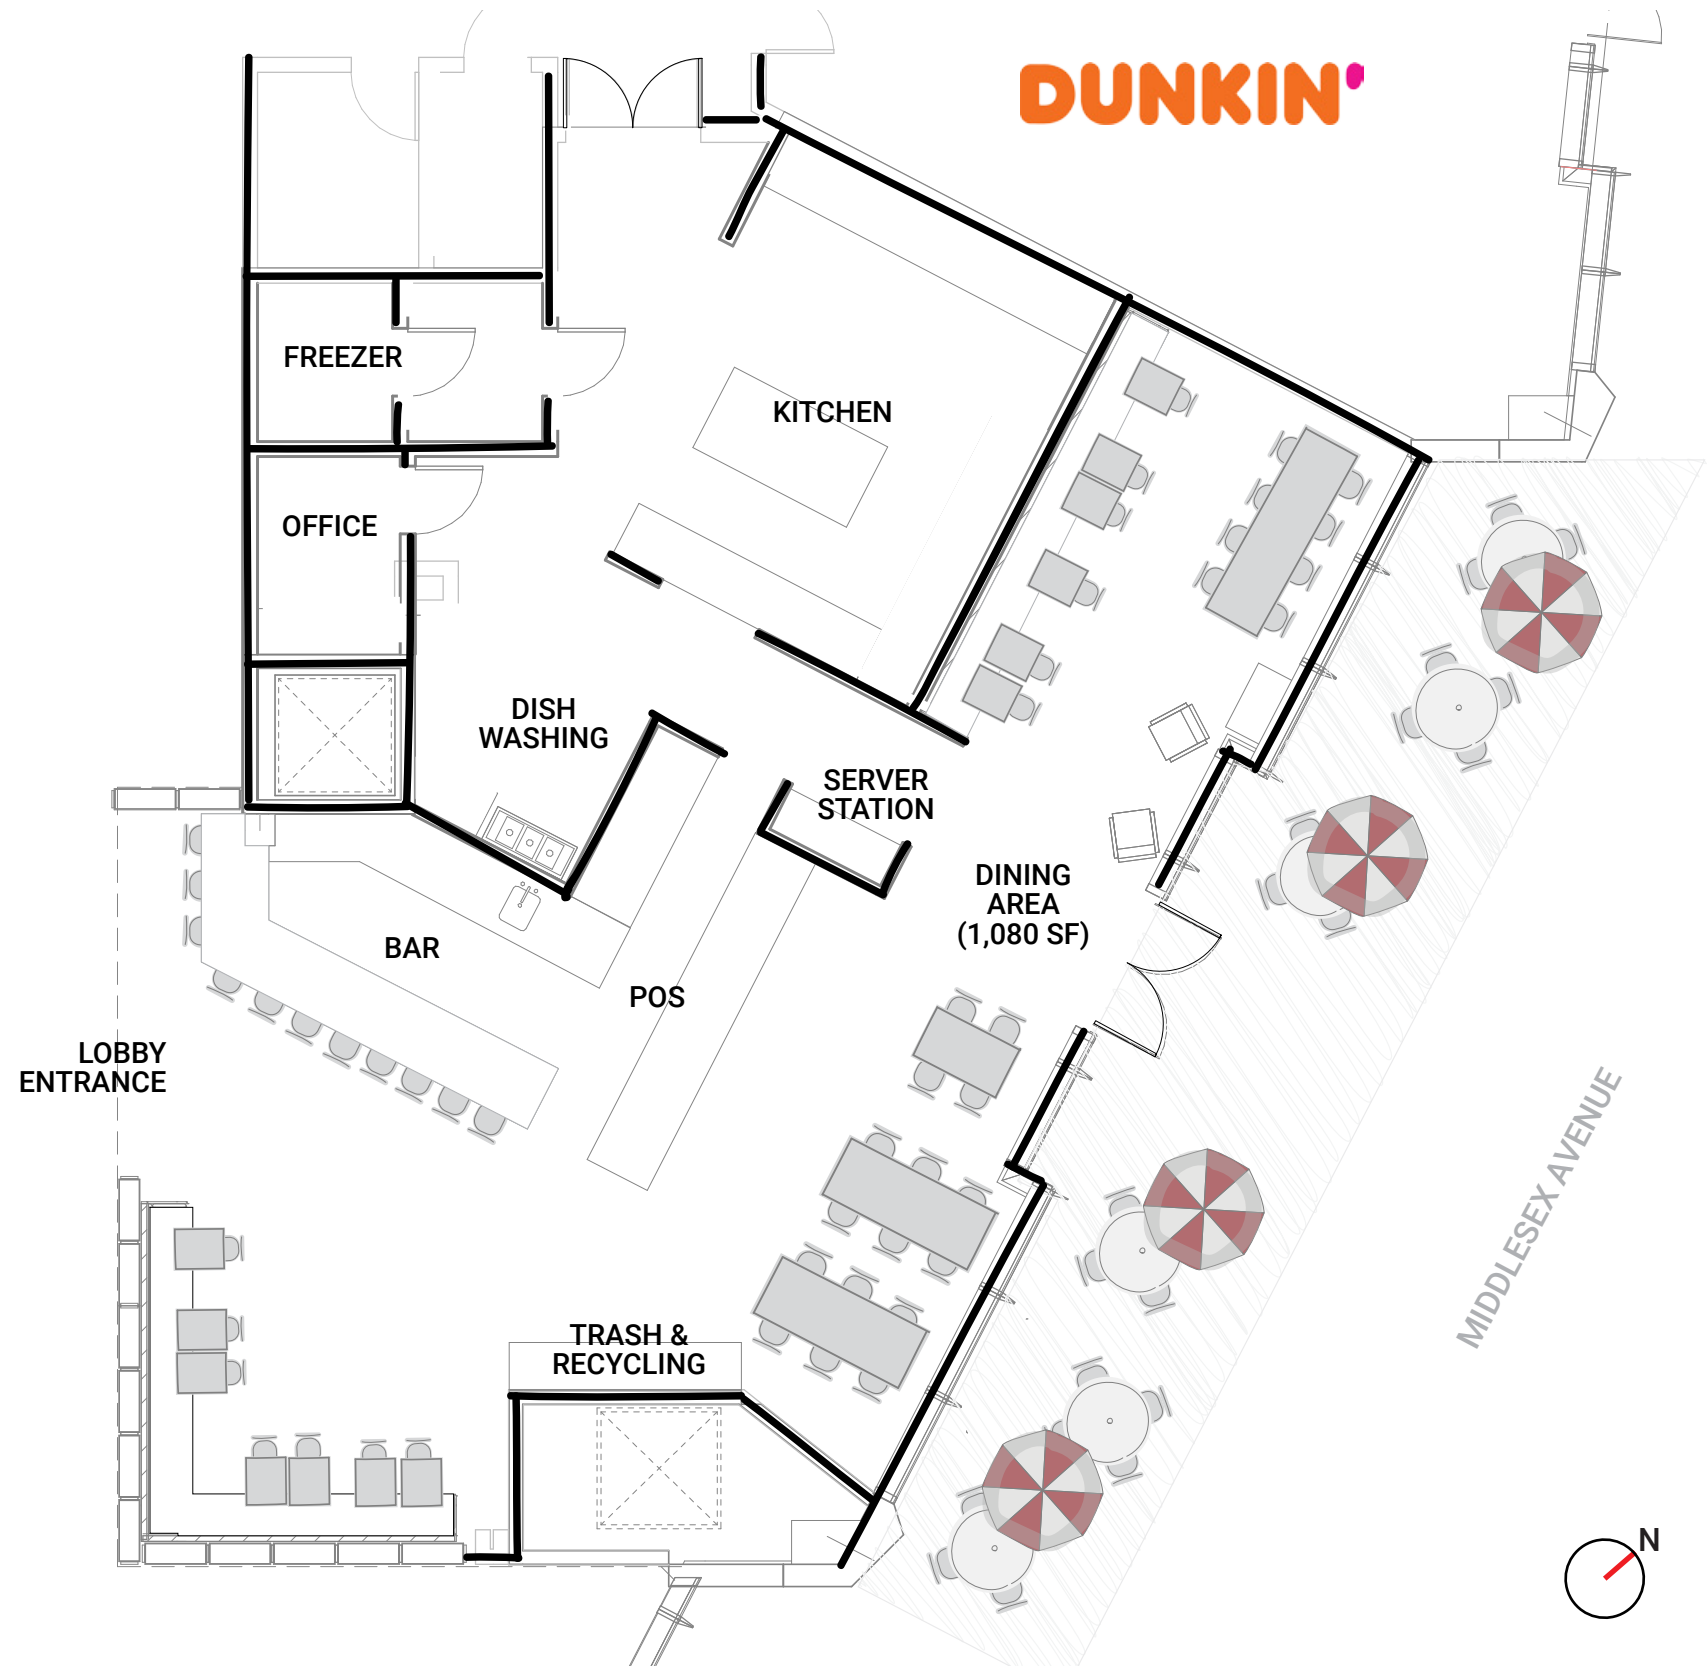 DUNKIN'
FREEZER
KITCHEN
OFFICE
DISH
WASHING
SERVER
STATION
DINING
AREA
(1,080 SF)
BAR
POS
LOBBY
ENTRANCE
MIDDLESEX AVENUE
TRASH &
RECYCLING
N